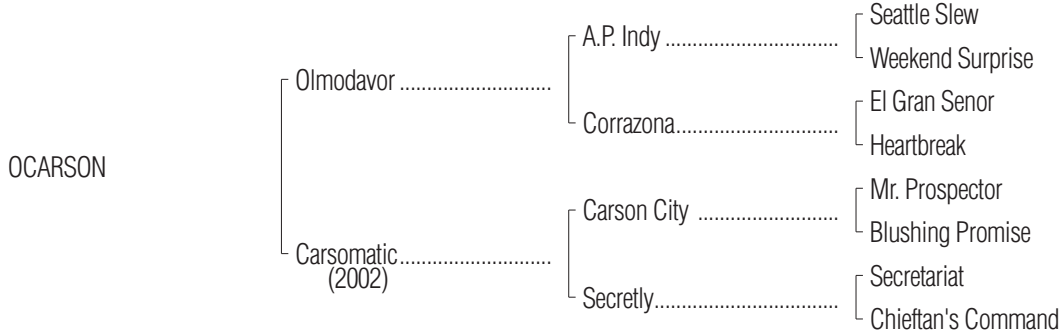 Seattle Slew
A.P. Indy ................................
Weekend Surprise
Olmodavor ............................
El Gran Senor
Corrazona..............................
Heartbreak
OCARSON
Mr. Prospector
Carson City ..........................
Blushing Promise
Carsomatic............................
(2002)
Secretariat
Secretly..................................
Chieftan's Command